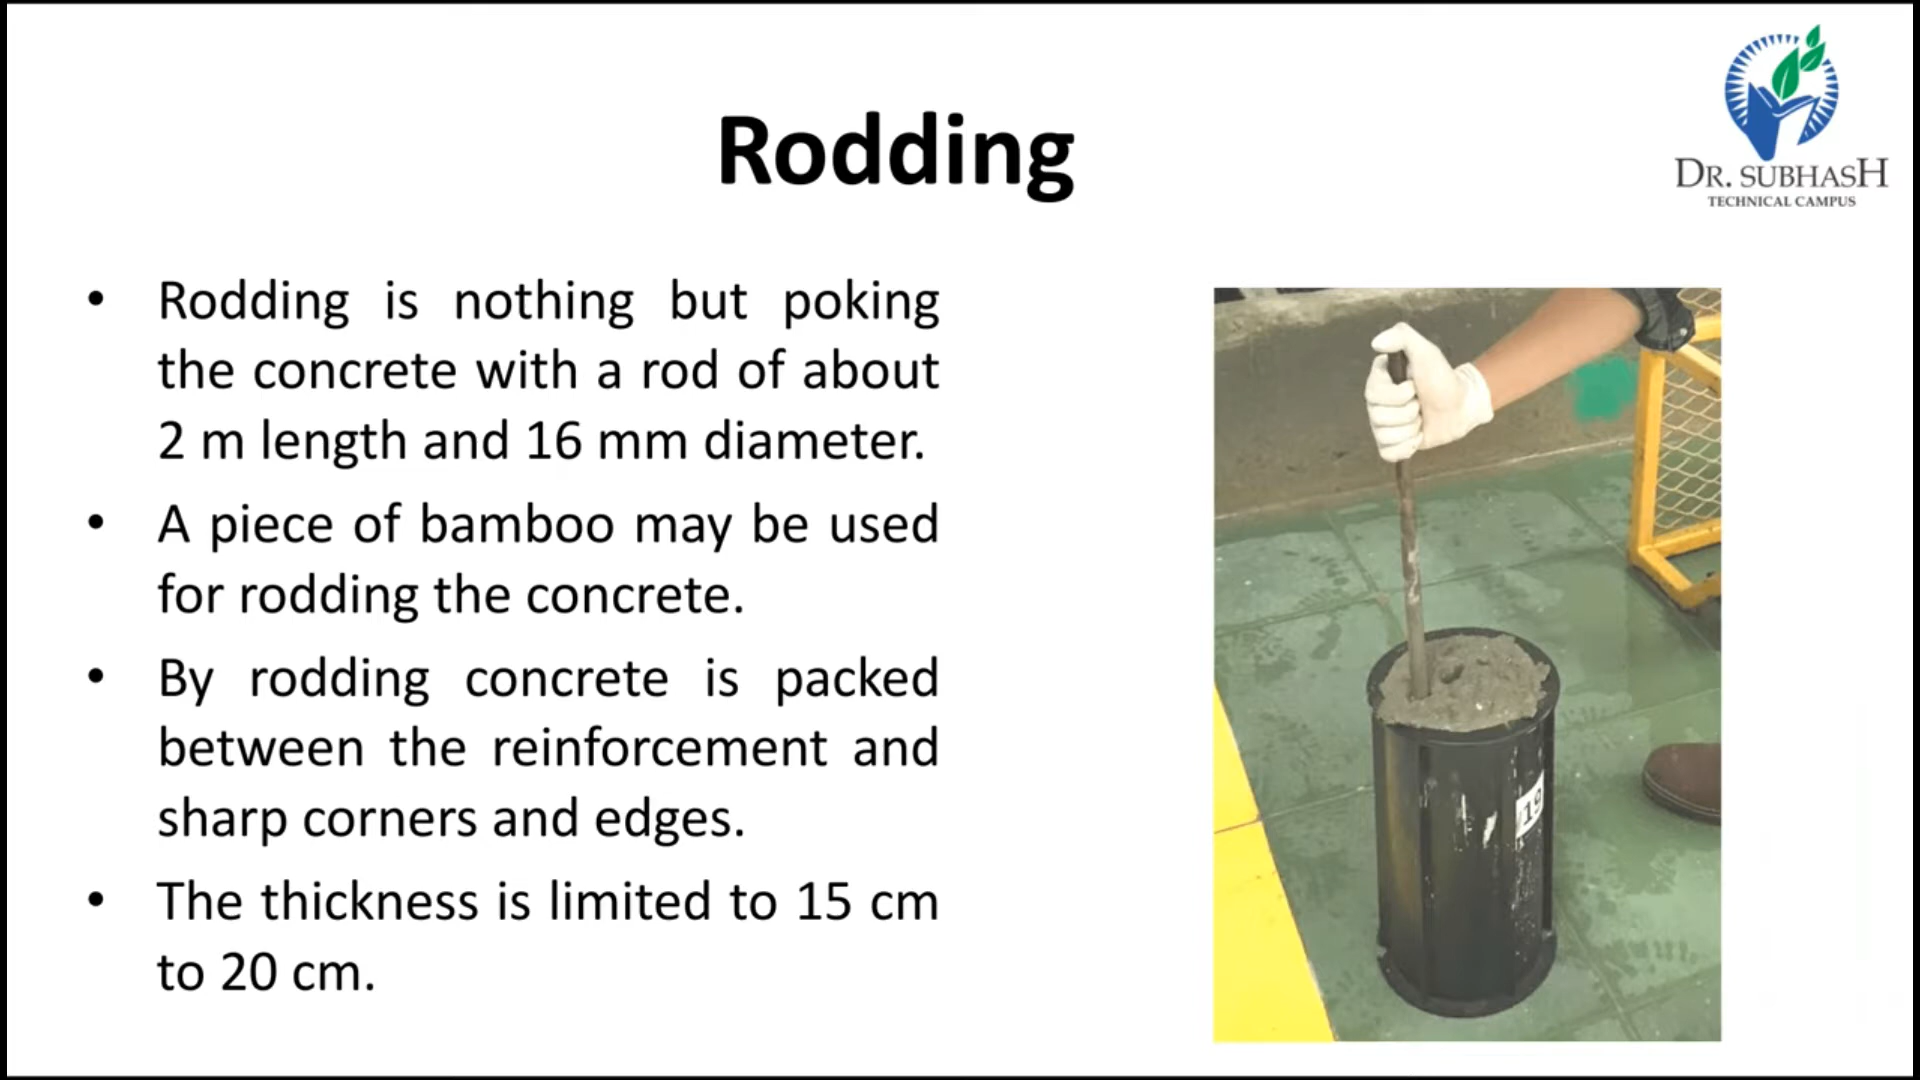 Rodding
DR. SUBHASH
TECHNICAL CAMPUS
• Rodding is nothing but poking
the concrete with a rod of about
2 m length and 16 mm diameter.
• A piece of bamboo may be used
for rodding the concrete.
• By rodding concrete is packed
between the reinforcement and
sharp corners and edges.
• The thickness is limited to 15 cm
to 20 cm.
19